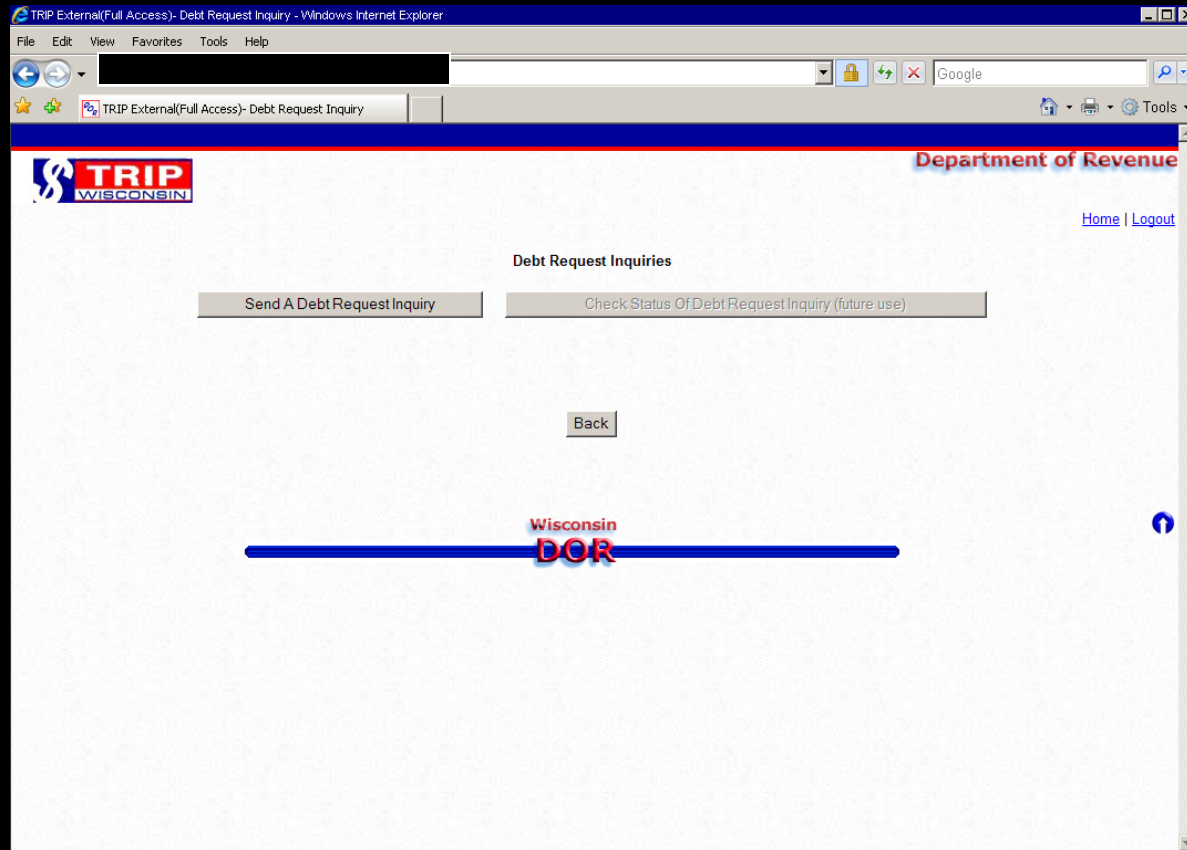 TRIP External(Full Access)- Debt Request Inquiry - Windows Internet Explorer
File Edit View Favorites Tools Help
Google
TRIP External(Full Access)- Debt Request Inquiry
Tools
Department of Revenue
TRIP
WISCONSIN
Home | Logout
Debt Request Inquiries
Send A Debt Request Inquiry Check Status Of Debt Request Inquiry (future use)
Back
Wisconsin
DOR